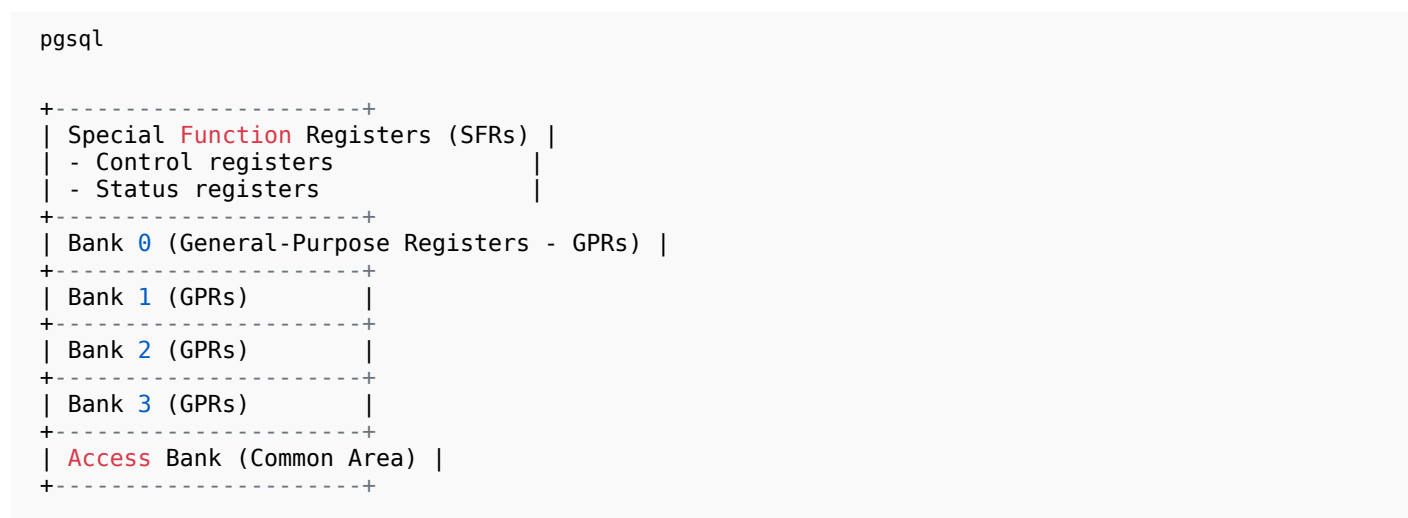 pgsql
+----------------------+
| Special Function Registers (SFRs) |
| - Control registers              |
| - Status registers               |
+----------------------+
| Bank 0 (General-Purpose Registers - GPRs) |
+----------------------+
| Bank 1 (GPRs)        |
+----------------------+
| Bank 2 (GPRs)        |
+----------------------+
| Bank 3 (GPRs)        |
+----------------------+
| Access Bank (Common Area) |
+----------------------+